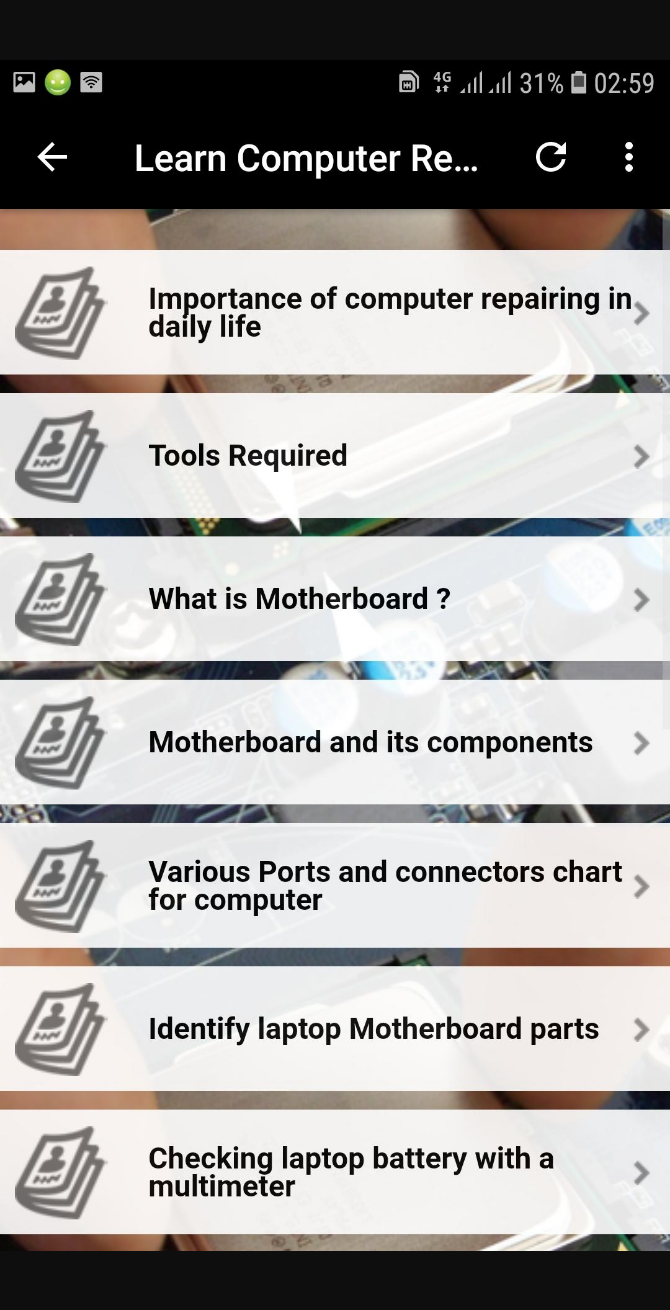 4G 31% 02:59
Learn Computer Re...
Importance of computer repairing in
daily life
Tools Required
What is Motherboard ?
Motherboard and its components
Various Ports and connectors chart
for computer
Identify laptop Motherboard parts
Checking laptop battery with a
multimeter